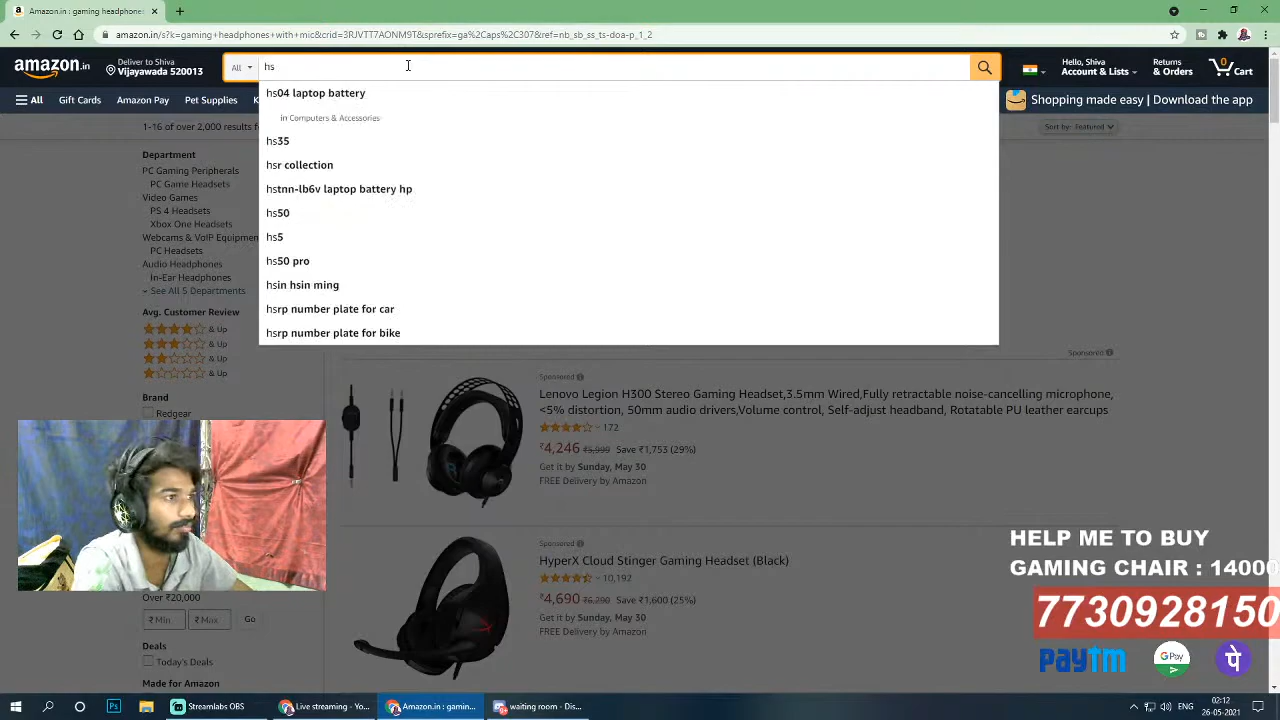 amazon.in : gaming headphones :
amazon.in/s?k=gaming+headphones+with+mic&crid=3RJVTT7AONM9T&sprefix=ga%2Caps%2C307&ref=nb_sb_ss_ts-doa-p_1_2
amazon.in
Deliver to Shiva
Vijayawada 520013
All
hs
Hello, Shiva
Account & Lists
Returns
& Orders
0
Cart
All
Gift Cards
Amazon Pay
Shopping made easy | Download the app
hs04 laptop battery
in Computers & Accessories
hs35
hsr collection
hstnn-lb6v laptop battery hp
hs50
hs5
hs50 pro
hsin hsin ming
hsrp number plate for car
hsrp number plate for bike
1-16 of over 2,000 results fo
Sort by: Featured
Department
PC Gaming Peripherals
PC Game Headsets
Video Games
PS 4 Headsets
Xbox One Headsets
Webcams & VoIP Equipmen
PC Headsets
Audio Headphones
In-Ear Headphones
See All 5 Departments
Avg. Customer Review
& Up
& Up
& Up
& Up
Brand
Redgear
Over ₹20,000
₹ Min
₹ Max
Go
Deals
Today's Deals
Made for Amazon
Sponsored
Sponsored
Lenovo Legion H300 Stereo Gaming Headset,3.5mm Wired,Fully retractable noise-cancelling microphone,
<5% distortion, 50mm audio drivers,Volume control, Self-adjust headband, Rotatable PU leather earcups
172
₹4,246 ₹5,999 Save ₹1,753 (29%)
Get it by Sunday, May 30
FREE Delivery by Amazon
Sponsored
HyperX Cloud Stinger Gaming Headset (Black)
10,192
₹4,690 ₹6,290 Save ₹1,600 (25%)
Get it by Sunday, May 30
FREE Delivery by Amazon
HELP ME TO BUY
GAMING CHAIR : 14000
7730928150
PAYTM
G Pay
Streamlabs OBS
Live streaming - Yo...
Amazon.in : gamin...
waiting room - Dis...
ENG
02:12
26-05-2021